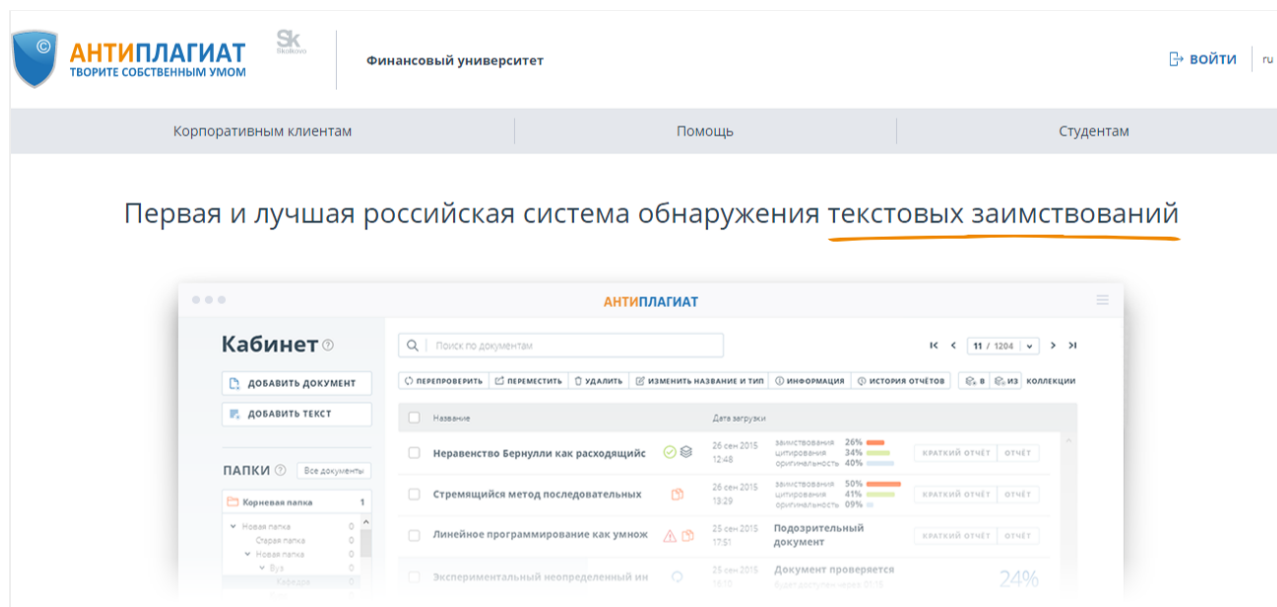 АНТИПЛАГИАТ
ТВОРИТЕ СОБСТВЕННЫМ УМОМ
Sk
Skolkovo
Финансовый университет
ВОЙТИ
ru
Корпоративным клиентам
Помощь
Студентам
Первая и лучшая российская система обнаружения текстовых заимствований
АНТИПЛАГИАТ
Кабинет
Поиск по документам
11 / 1204
ДОБАВИТЬ ДОКУМЕНТ
ПЕРЕПРОВЕРИТЬ ПЕРЕМЕСТИТЬ УДАЛИТЬ ИЗМЕНИТЬ НАЗВАНИЕ И ТИП ИНФОРМАЦИЯ ИСТОРИЯ ОТЧЁТОВ В ИЗ КОЛЛЕКЦИИ
ДОБАВИТЬ ТЕКСТ
Название
Дата загрузки
ПАПКИ
Все документы
Неравенство Бернулли как расходящийс
26 сен 2015
12:48
заимствования 26%
цитирования 34%
оригинальность 40%
КРАТКИЙ ОТЧЁТ ОТЧЁТ
Корневая папка 1
Стремящийся метод последовательных
26 сен 2015
13:29
заимствования 50%
цитирования 41%
оригинальность 09%
КРАТКИЙ ОТЧЁТ ОТЧЁТ
Новая папка 0
Старая папка 0
Новая папка 0
Вуз 0
Кафедра 0
Линейное программирование как умнож
25 сен 2015
17:51
Подозрительный
документ
КРАТКИЙ ОТЧЁТ ОТЧЁТ
Экспериментальный неопределенный ин
25 сен 2015
Документ проверяется
24%